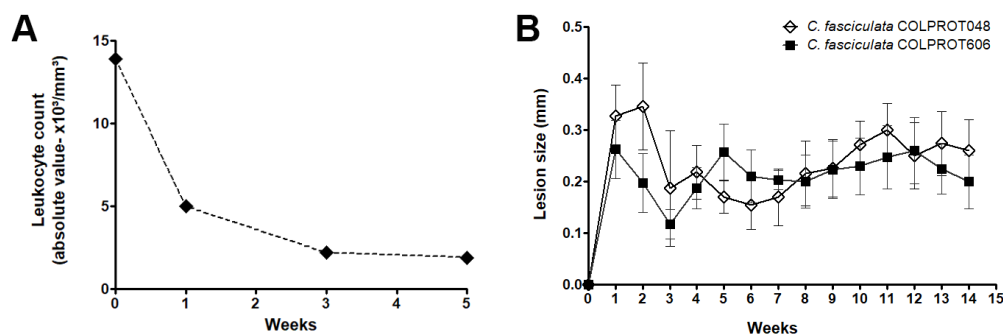 A
Leukocyte count
(absolute value- x10³/mm³)
15
10
5
0
0 1 2 3 4 5
Weeks
B
C. fasciculata COLPROT048
C. fasciculata COLPROT606
Lesion size (mm)
0.5
0.4
0.3
0.2
0.1
0.0
0 1 2 3 4 5 6 7 8 9 10 11 12 13 14 15
Weeks